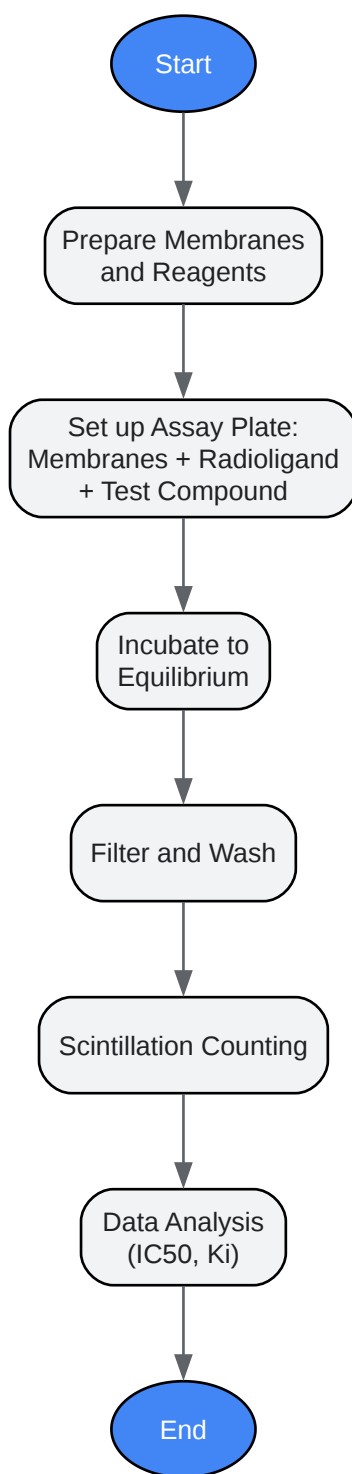 Start
Prepare Membranes
and Reagents
Set up Assay Plate:
Membranes + Radioligand
+ Test Compound
Incubate to
Equilibrium
Filter and Wash
Scintillation Counting
Data Analysis
(IC50, Ki)
End